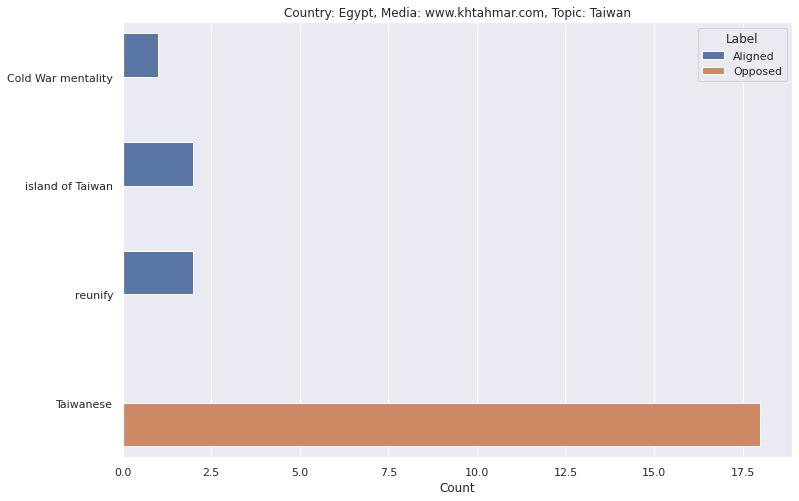 Country: Egypt, Media: www.khtahmar.com, Topic: Taiwan
Label
Aligned
Opposed
Cold War mentality
island of Taiwan
reunify
Taiwanese
0.0 2.5 5.0 7.5 10.0 12.5 15.0 17.5
Count